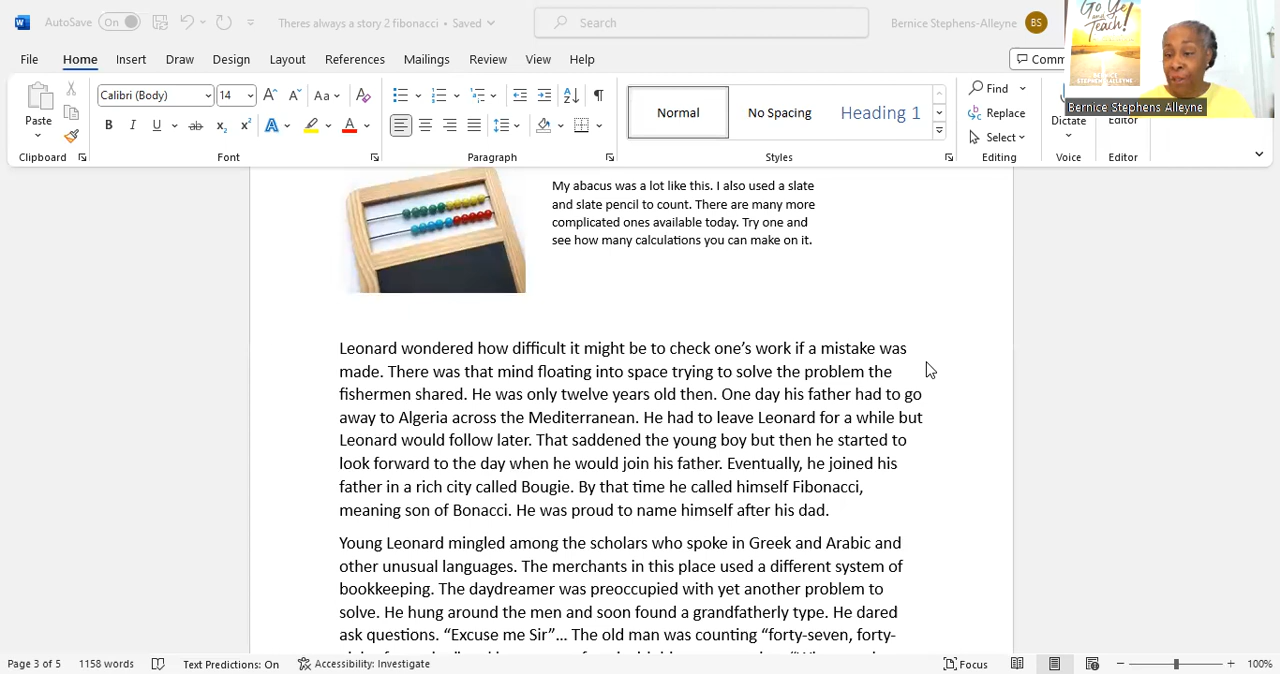 AutoSave On Theres always a story 2 fibonacci • Saved Search Bernice Stephens-Alleyne BS
Go Ye and Teach!
BERNICE STEPHENS ALLEYNE
Bernice Stephens Alleyne
File Home Insert Draw Design Layout References Mailings Review View Help Comm
Paste Calibri (Body) 14 Aa Normal No Spacing Heading 1 Find Replace Select Dictate Editor
Clipboard Font Paragraph Styles Editing Voice Editor
My abacus was a lot like this. I also used a slate
and slate pencil to count. There are many more
complicated ones available today. Try one and
see how many calculations you can make on it.
Leonard wondered how difficult it might be to check one's work if a mistake was
made. There was that mind floating into space trying to solve the problem the
fishermen shared. He was only twelve years old then. One day his father had to go
away to Algeria across the Mediterranean. He had to leave Leonard for a while but
Leonard would follow later. That saddened the young boy but then he started to
look forward to the day when he would join his father. Eventually, he joined his
father in a rich city called Bougie. By that time he called himself Fibonacci,
meaning son of Bonacci. He was proud to name himself after his dad.
Young Leonard mingled among the scholars who spoke in Greek and Arabic and
other unusual languages. The merchants in this place used a different system of
bookkeeping. The daydreamer was preoccupied with yet another problem to
solve. He hung around the men and soon found a grandfatherly type. He dared
ask questions. "Excuse me Sir"... The old man was counting "forty-seven, forty-
Page 3 of 5 1158 words Text Predictions: On Accessibility: Investigate Focus 100%